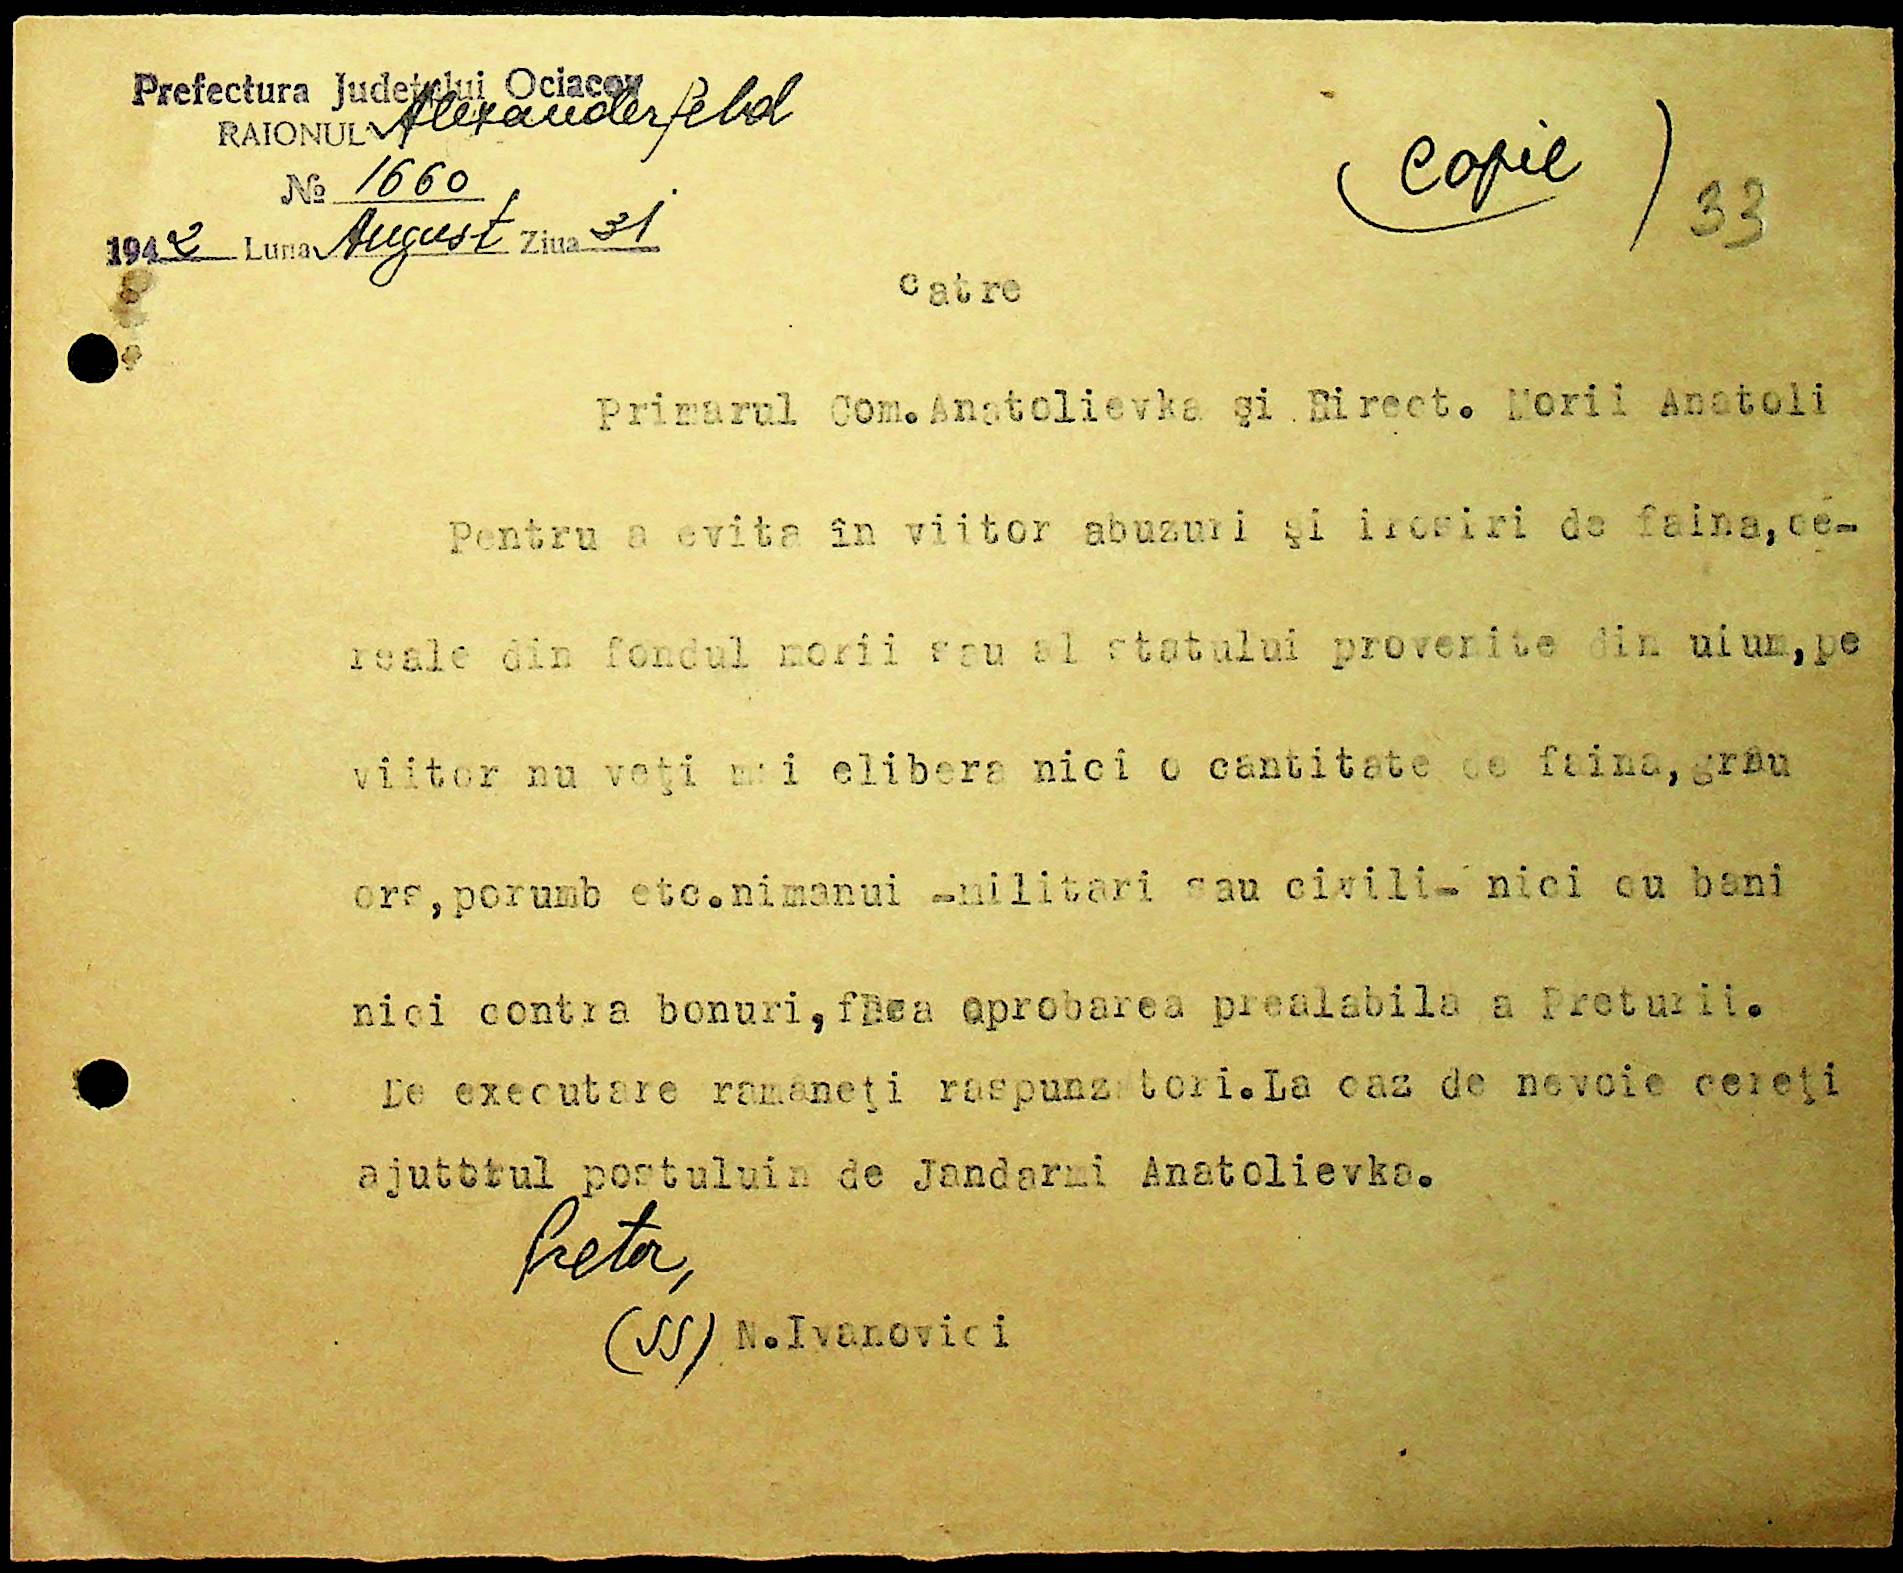 Prefectura Județului Ociacov
RAIONUL Alexanderfeld
№ 1660
1942 Luna August Ziua 31
(Copie)
33
catre
Primarul Com.Anatolievka şi Direct. Morii Anatoli
Pentru a evita în viitor abuzuri şi irosiri de faina,ce-
reale din fondul morii sau al statului provenite din uium,pe
viitor nu veţi mai elibera nici o cantitate de faina,grâu
ors,porumb etc.nimanui -militari sau civili- nici cu bani
nici contra bonuri, aprobarea prealabila a Preturii.
De executare ramâneţi raspunzatori.La caz de nevoie cereţi
ajutorul postului de Jandarmi Anatolievka.
Pretor,
(ss) N.Ivanovici